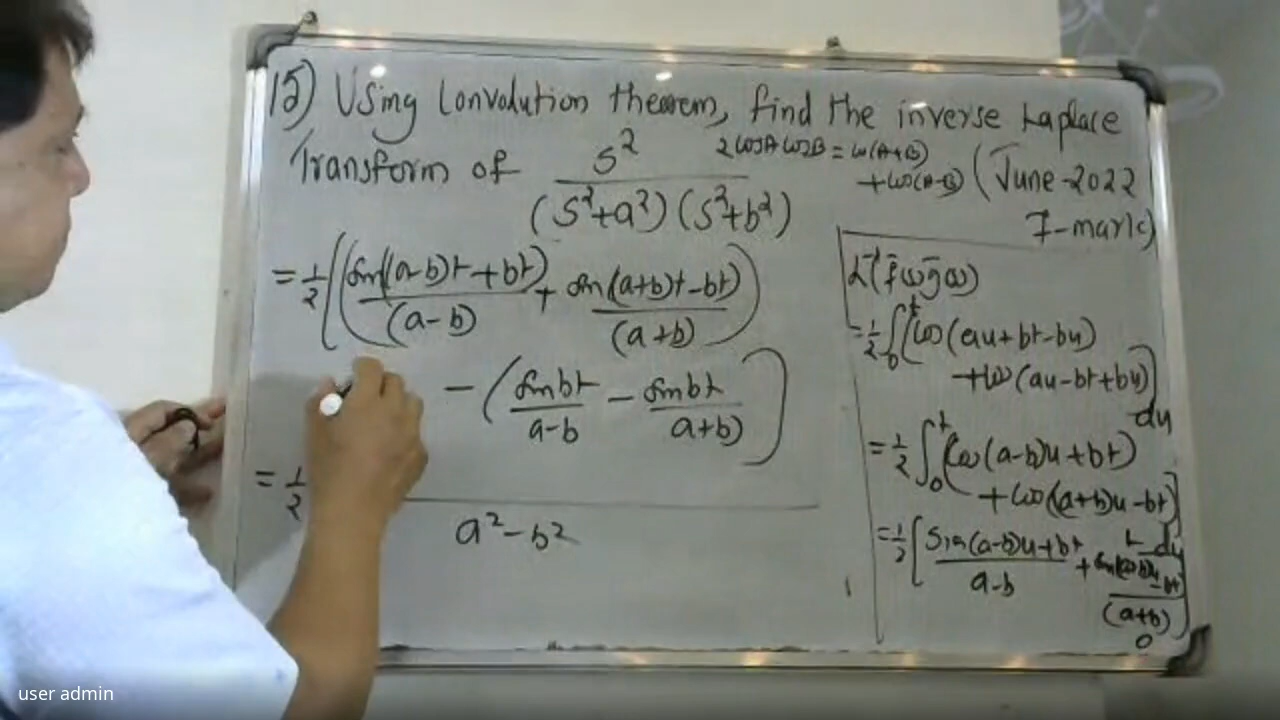 15) Using Convolution theorem, find the inverse Laplace
Transform of s²/((s²+a²)(s²+b²))
2cosA cosB = cos(A+B)
+cos(A-B)
(June-2022
7-mark)
= 1/2 [(sin((a-b)t+bt)/(a-b) + sin((a+b)t-bt)/(a+b))
- (sinbt/(a-b) - sinbt/(a+b))]
= 1/2
a²-b²
L⁻¹(f̄(s)ḡ(s))
= 1/2 ∫₀ᵗ (cos(au+bt-bu)
+cos(au-bt+bu)]
du
= 1/2 ∫₀ᵗ (cos(a-b)u+bt)
+cos((a+b)u-bt)]
du
= 1/2 [sin(a-b)u+bt/(a-b) + sin(a+b)u-bt/(a+b)]₀ᵗ
user admin